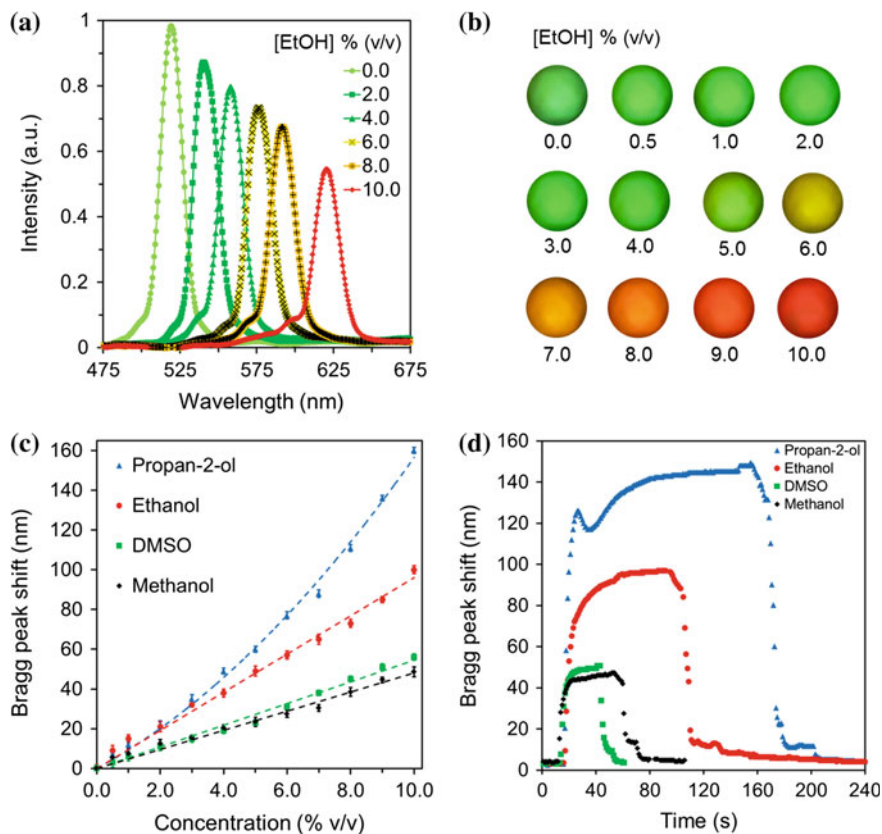 (a)
[EtOH] % (v/v)
0.0
2.0
4.0
6.0
8.0
10.0
1
0.8
0.6
0.4
0.2
0
Intensity (a.u.)
475 525 575 625 675
Wavelength (nm)
(b)
[EtOH] % (v/v)
0.0 0.5 1.0 2.0
3.0 4.0 5.0 6.0
7.0 8.0 9.0 10.0
(c)
160
140
120
100
80
60
40
20
0
Bragg peak shift (nm)
Propan-2-ol
Ethanol
DMSO
Methanol
0.0 2.0 4.0 6.0 8.0 10.0
Concentration (% v/v)
(d)
160
140
120
100
80
60
40
20
0
Bragg peak shift (nm)
Propan-2-ol
Ethanol
DMSO
Methanol
0 40 80 120 160 200 240
Time (s)